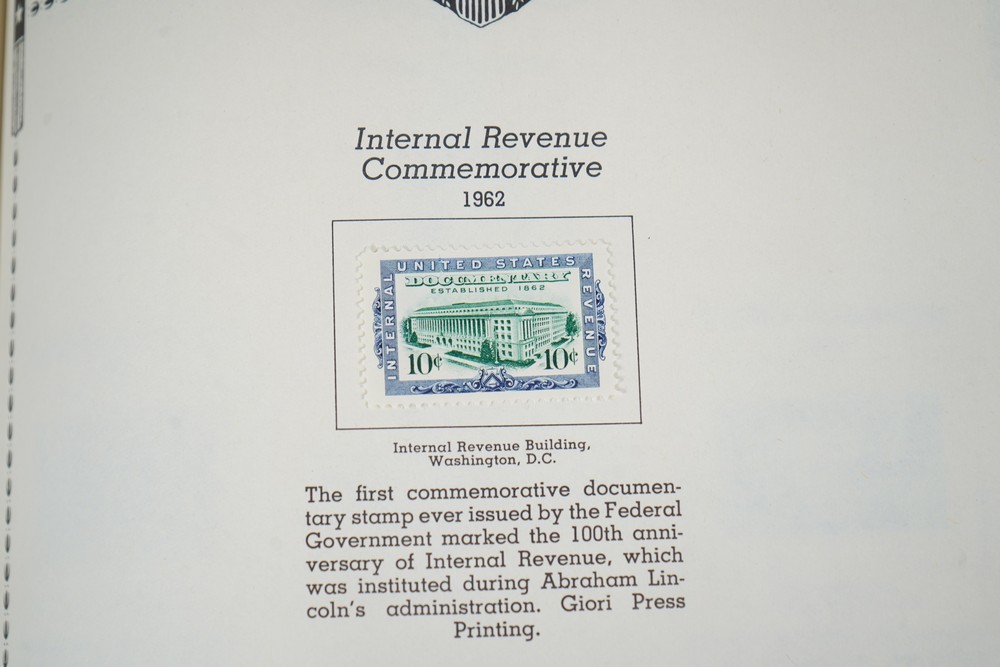 Internal Revenue
Commemorative
1962
UNITED STATES
DOCUMENTARY
ESTABLISHED 1862
INTERNAL
REVENUE
10¢
10¢
Internal Revenue Building,
Washington, D.C.
The first commemorative documen-
tary stamp ever issued by the Federal
Government marked the 100th anni-
versary of Internal Revenue, which
was instituted during Abraham Lin-
coln's administration. Giori Press
Printing.